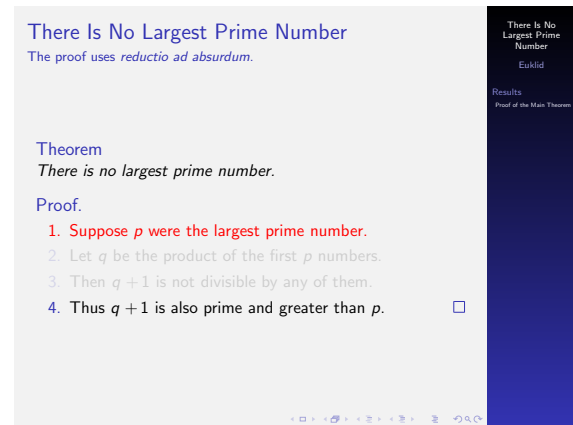 There Is No Largest Prime Number
The proof uses reductio ad absurdum.
Theorem
There is no largest prime number.
Proof.
1. Suppose p were the largest prime number.
2. Let q be the product of the first p numbers.
3. Then q + 1 is not divisible by any of them.
4. Thus q + 1 is also prime and greater than p.
There Is No
Largest Prime
Number
Euklid
Results
Proof of the Main Theorem